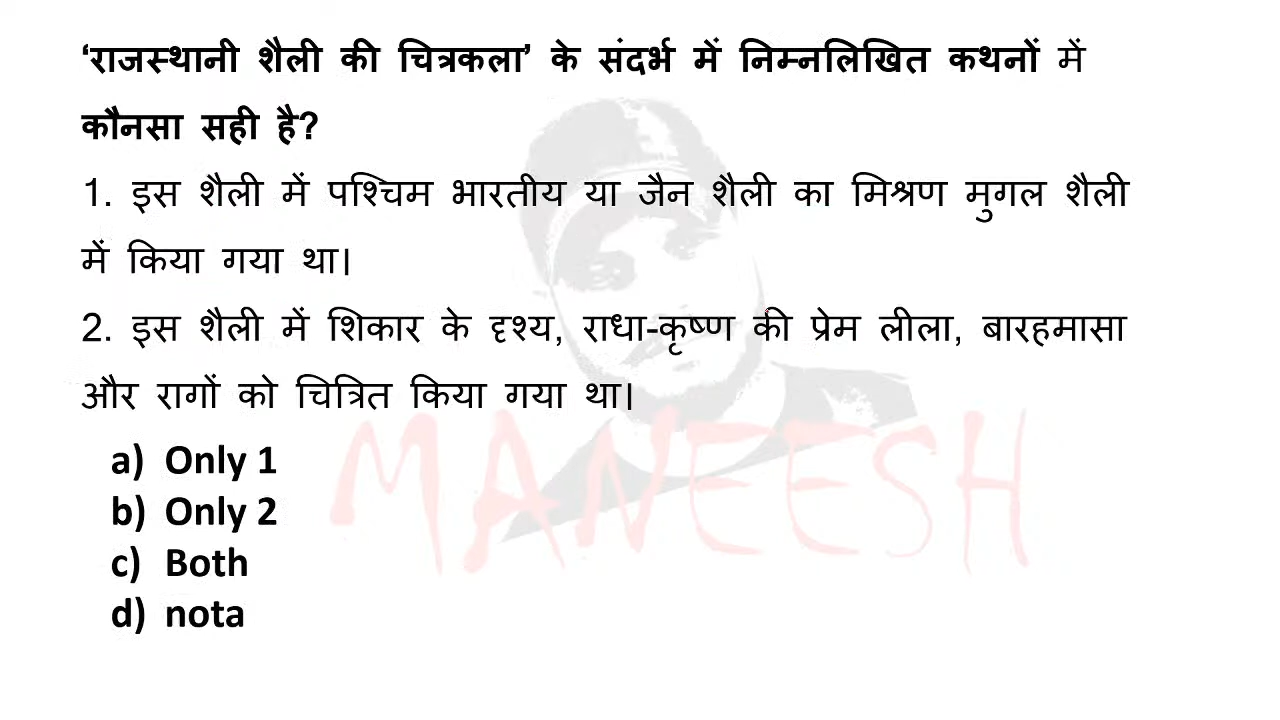 ‘राजस्थानी शैली की चित्रकला’ के संदर्भ में निम्नलिखित कथनों में
कौनसा सही है?
1. इस शैली में पश्चिम भारतीय या जैन शैली का मिश्रण मुगल शैली
में किया गया था।
2. इस शैली में शिकार के दृश्य, राधा-कृष्ण की प्रेम लीला, बारहमासा
और रागों को चित्रित किया गया था।
a) Only 1
b) Only 2
c) Both
d) nota
MANEESH